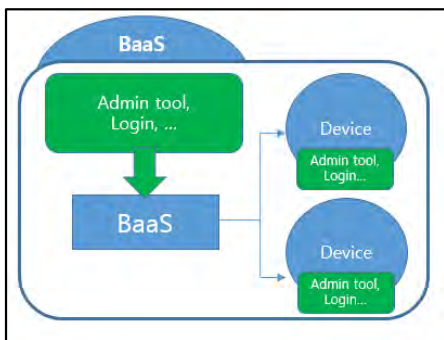 BaaS
Admin tool,
Login, ...
BaaS
Device
Admin tool,
Login...
Device
Admin tool,
Login...